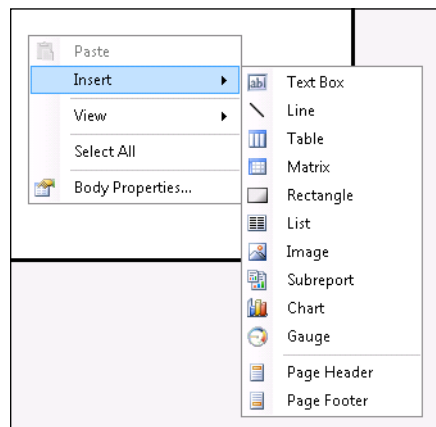 Paste
Insert
View
Select All
Body Properties...
ab|
Text Box
Line
Table
Matrix
Rectangle
List
Image
Subreport
Chart
Gauge
Page Header
Page Footer